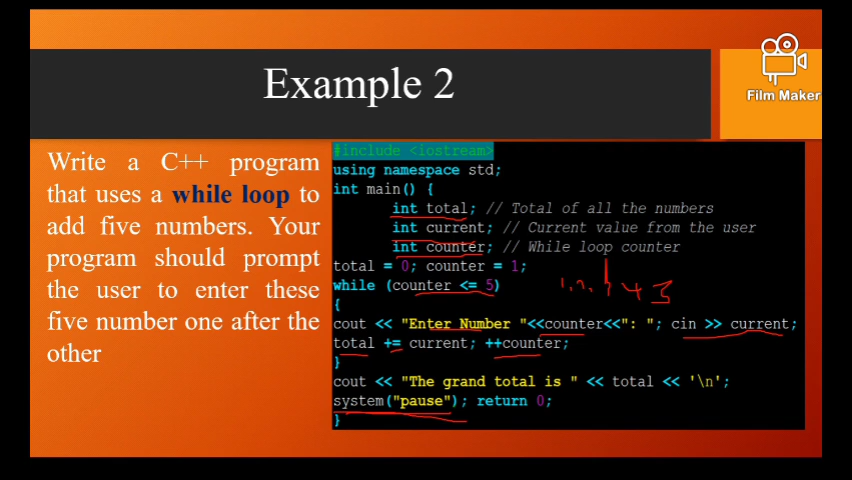 Example 2
Film Maker
Write a C++ program
that uses a while loop to
add five numbers. Your
program should prompt
the user to enter these
five number one after the
other
#include <iostream>
using namespace std;
int main() {
int total; // Total of all the numbers
int current; // Current value from the user
int counter; // While loop counter
total = 0; counter = 1;
while (counter <= 5)
{
cout << "Enter Number "<<counter<<": "; cin >> current;
total += current; ++counter;
}
cout << "The grand total is " << total << '\n';
system("pause"); return 0;
}